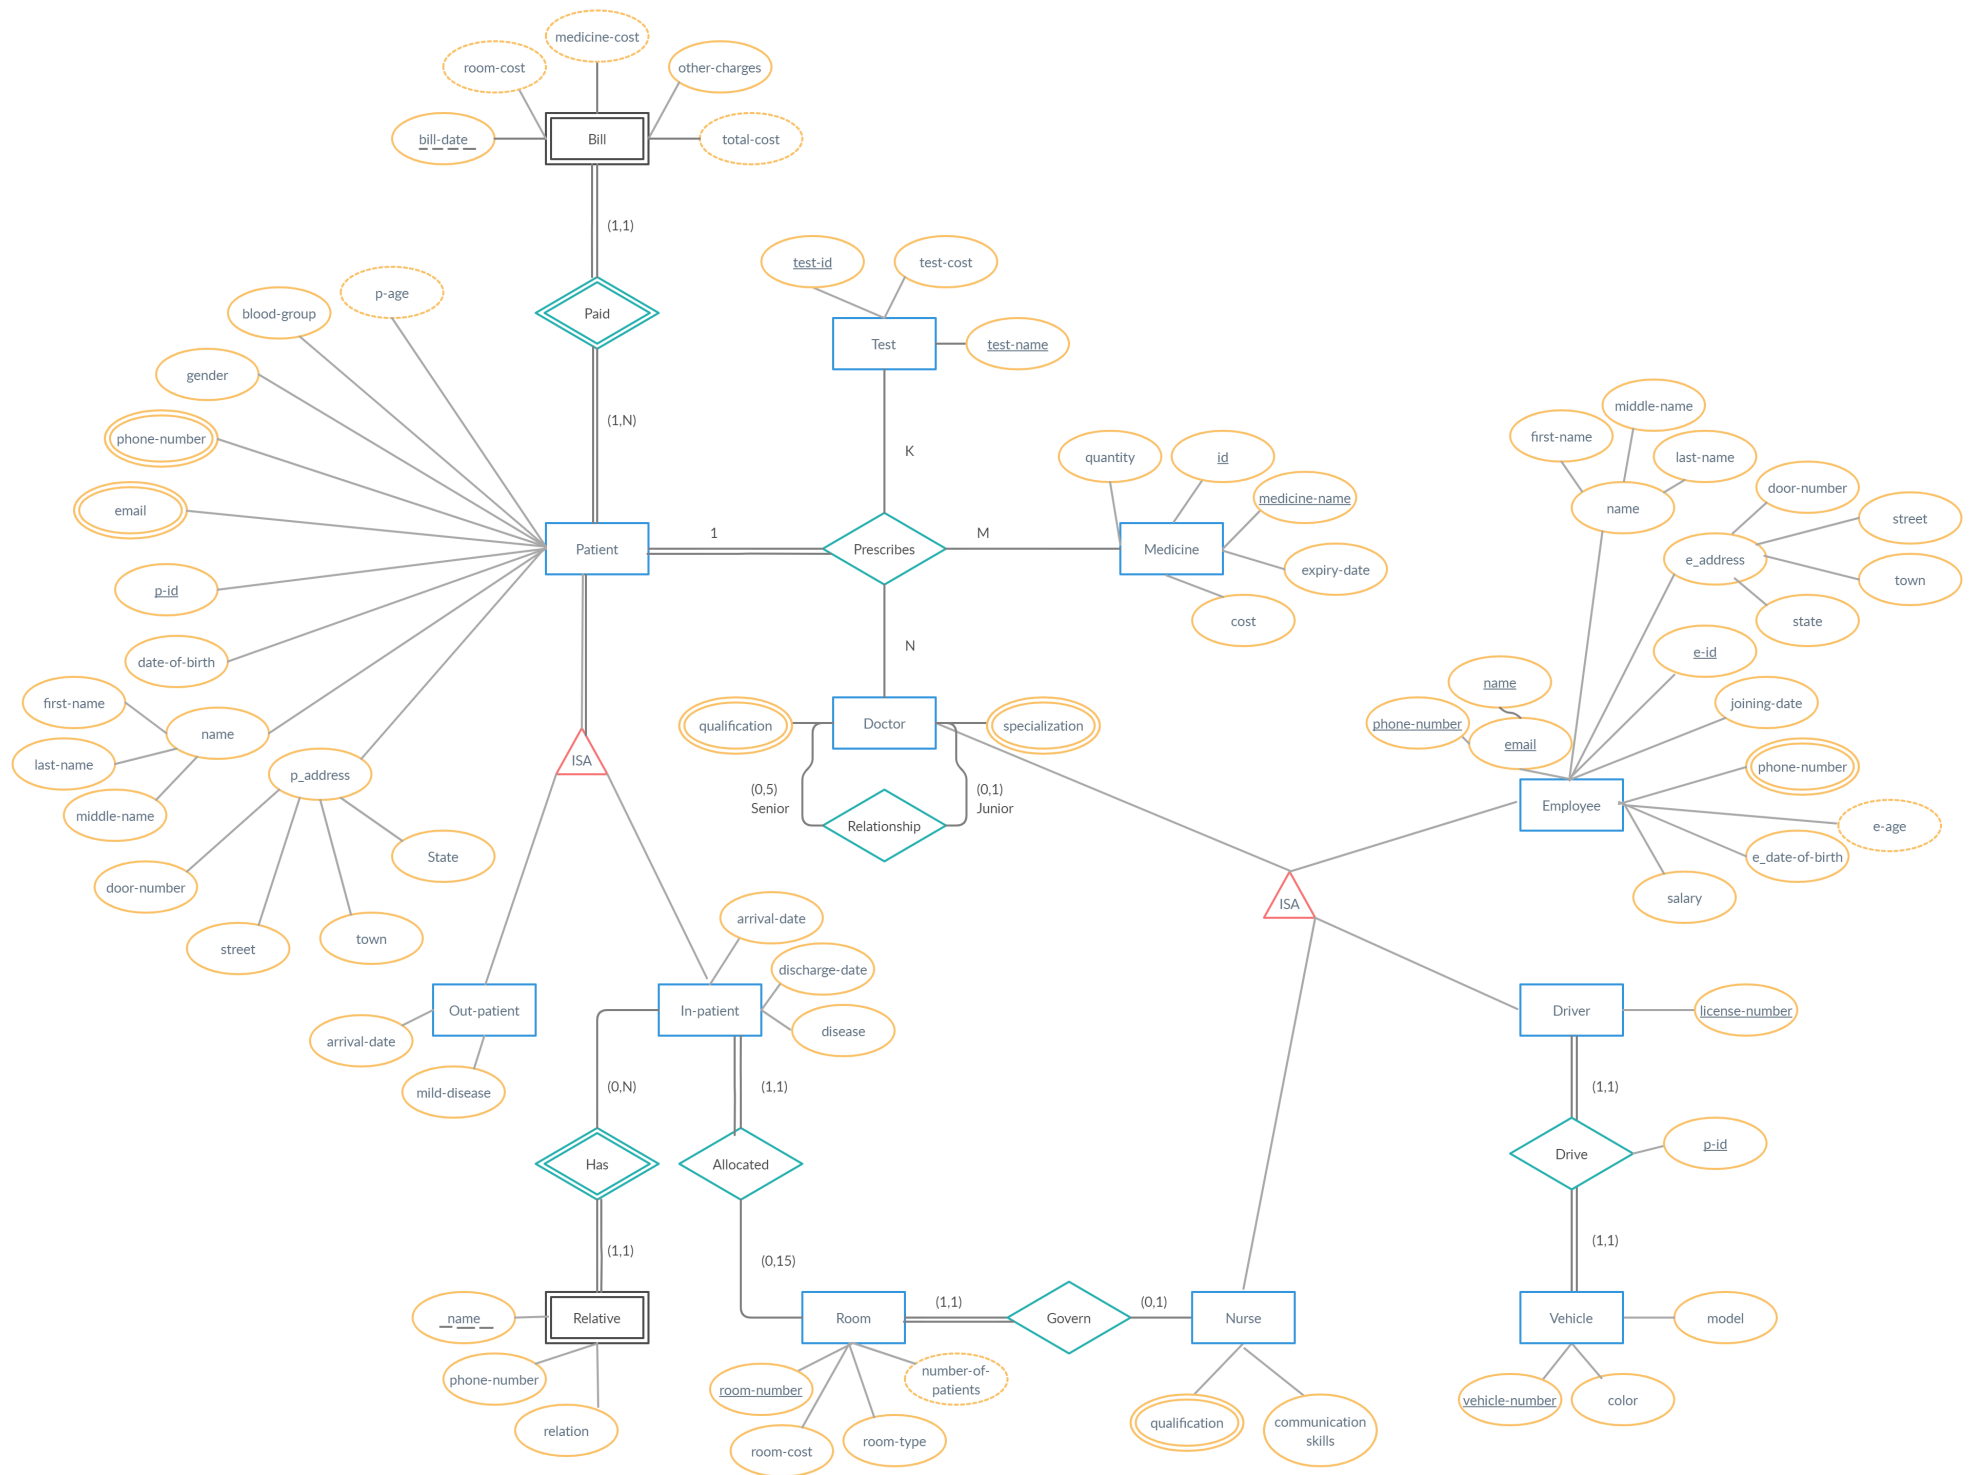 medicine-cost
room-cost
other-charges
bill-date
Bill
total-cost
(1,1)
test-id
test-cost
p-age
blood-group
Paid
Test
test-name
gender
(1,N)
middle-name
first-name
last-name
phone-number
K
quantity
id
medicine-name
door-number
name
street
email
1
M
Patient
Prescribes
Medicine
e_address
expiry-date
town
p-id
cost
state
N
date-of-birth
e-id
name
first-name
joining-date
name
qualification
Doctor
specialization
phone-number
email
last-name
ISA
p_address
phone-number
(0,5)
Senior
(0,1)
Junior
middle-name
Employee
Relationship
e-age
State
e_date-of-birth
door-number
salary
ISA
arrival-date
town
street
discharge-date
Out-patient
In-patient
Driver
license-number
disease
arrival-date
(0,N)
(1,1)
(1,1)
mild-disease
p-id
Has
Allocated
Drive
(1,1)
(0,15)
(1,1)
(1,1)
(0,1)
name
Relative
Room
Govern
Nurse
Vehicle
model
phone-number
number-of-
patients
room-number
vehicle-number
color
relation
room-cost
room-type
qualification
communication
skills